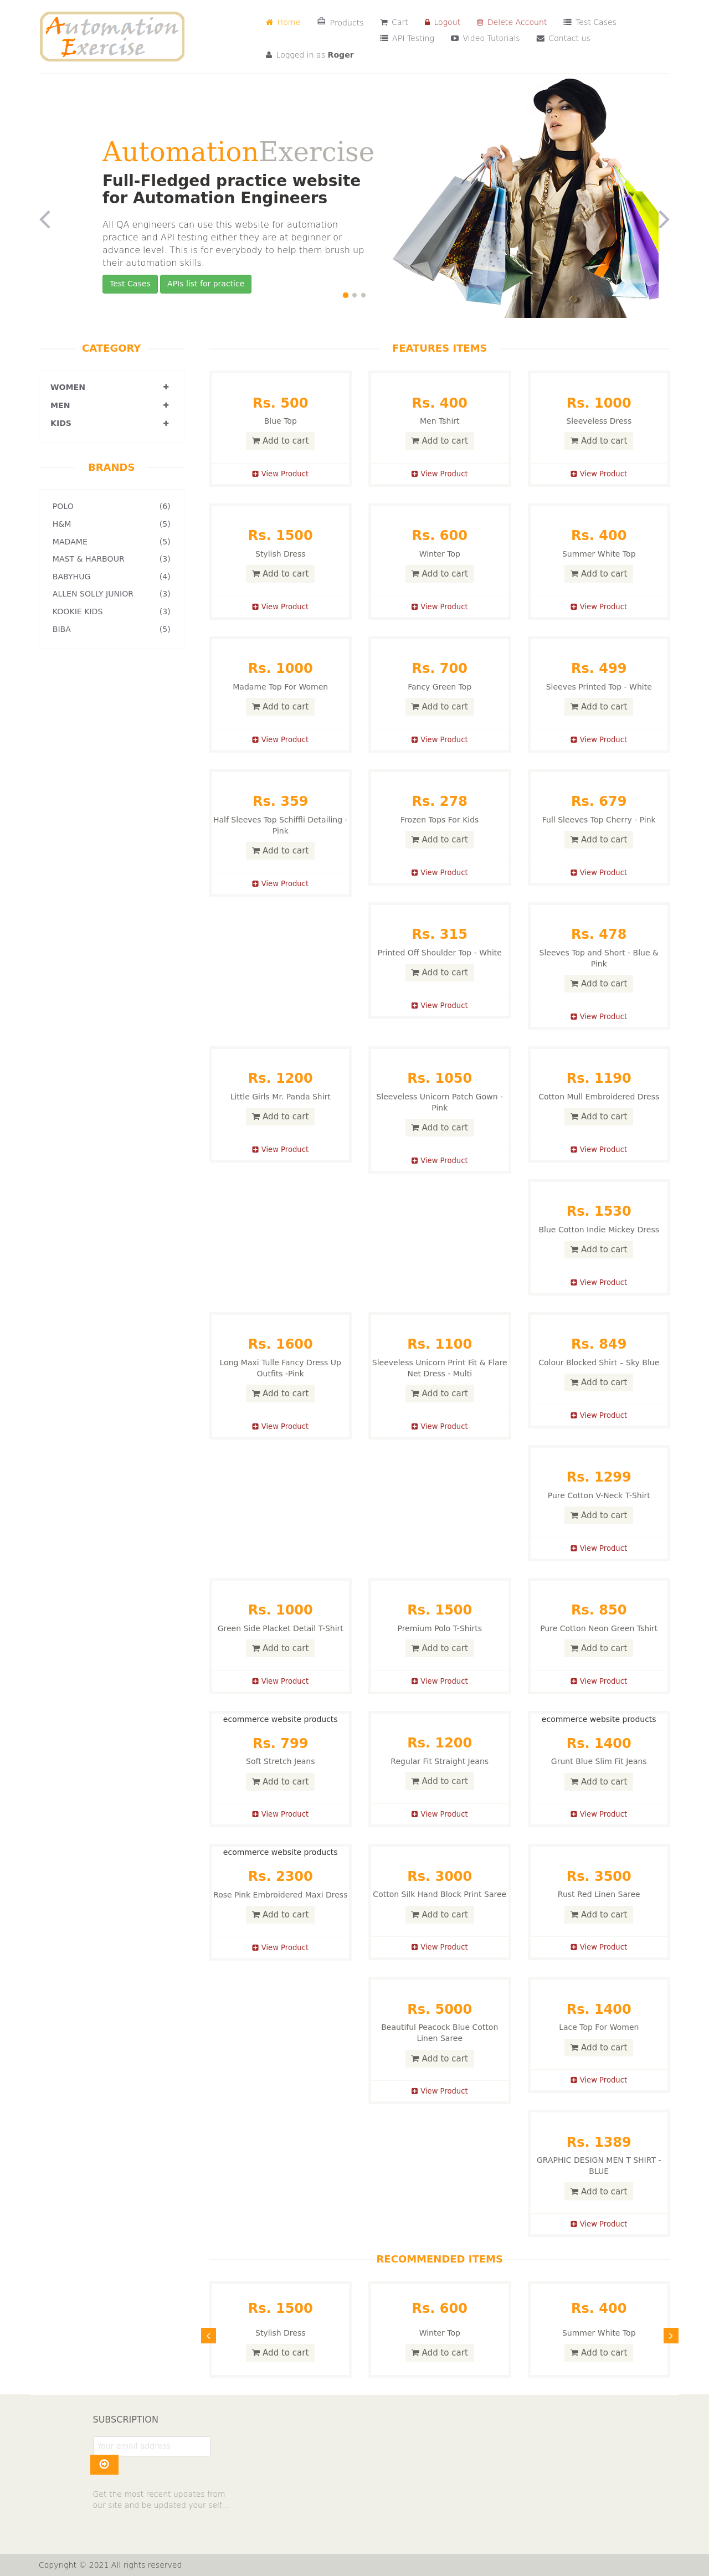 Automation
Exercise
Home
Products
Cart
Logout
Delete Account
Test Cases
API Testing
Video Tutorials
Contact us
Logged in as Roger
AutomationExercise
Full-Fledged practice website
for Automation Engineers
All QA engineers can use this website for automation
practice and API testing either they are at beginner or
advance level. This is for everybody to help them brush up
their automation skills.
Test Cases
APIs list for practice
CATEGORY
WOMEN
MEN
KIDS
BRANDS
POLO (6)
H&M (5)
MADAME (5)
MAST & HARBOUR (3)
BABYHUG (4)
ALLEN SOLLY JUNIOR (3)
KOOKIE KIDS (3)
BIBA (5)
FEATURES ITEMS
Rs. 500
Blue Top
Add to cart
View Product
Rs. 400
Men Tshirt
Add to cart
View Product
Rs. 1000
Sleeveless Dress
Add to cart
View Product
Rs. 1500
Stylish Dress
Add to cart
View Product
Rs. 600
Winter Top
Add to cart
View Product
Rs. 400
Summer White Top
Add to cart
View Product
Rs. 1000
Madame Top For Women
Add to cart
View Product
Rs. 700
Fancy Green Top
Add to cart
View Product
Rs. 499
Sleeves Printed Top - White
Add to cart
View Product
Rs. 359
Half Sleeves Top Schiffli Detailing -
Pink
Add to cart
View Product
Rs. 278
Frozen Tops For Kids
Add to cart
View Product
Rs. 679
Full Sleeves Top Cherry - Pink
Add to cart
View Product
Rs. 315
Printed Off Shoulder Top - White
Add to cart
View Product
Rs. 478
Sleeves Top and Short - Blue &
Pink
Add to cart
View Product
Rs. 1200
Little Girls Mr. Panda Shirt
Add to cart
View Product
Rs. 1050
Sleeveless Unicorn Patch Gown -
Pink
Add to cart
View Product
Rs. 1190
Cotton Mull Embroidered Dress
Add to cart
View Product
Rs. 1530
Blue Cotton Indie Mickey Dress
Add to cart
View Product
Rs. 1600
Long Maxi Tulle Fancy Dress Up
Outfits -Pink
Add to cart
View Product
Rs. 1100
Sleeveless Unicorn Print Fit & Flare
Net Dress - Multi
Add to cart
View Product
Rs. 849
Colour Blocked Shirt – Sky Blue
Add to cart
View Product
Rs. 1299
Pure Cotton V-Neck T-Shirt
Add to cart
View Product
Rs. 1000
Green Side Placket Detail T-Shirt
Add to cart
View Product
Rs. 1500
Premium Polo T-Shirts
Add to cart
View Product
Rs. 850
Pure Cotton Neon Green Tshirt
Add to cart
View Product
ecommerce website products
Rs. 799
Soft Stretch Jeans
Add to cart
View Product
Rs. 1200
Regular Fit Straight Jeans
Add to cart
View Product
ecommerce website products
Rs. 1400
Grunt Blue Slim Fit Jeans
Add to cart
View Product
ecommerce website products
Rs. 2300
Rose Pink Embroidered Maxi Dress
Add to cart
View Product
Rs. 3000
Cotton Silk Hand Block Print Saree
Add to cart
View Product
Rs. 3500
Rust Red Linen Saree
Add to cart
View Product
Rs. 5000
Beautiful Peacock Blue Cotton
Linen Saree
Add to cart
View Product
Rs. 1400
Lace Top For Women
Add to cart
View Product
Rs. 1389
GRAPHIC DESIGN MEN T SHIRT -
BLUE
Add to cart
View Product
RECOMMENDED ITEMS
Rs. 1500
Stylish Dress
Add to cart
Rs. 600
Winter Top
Add to cart
Rs. 400
Summer White Top
Add to cart
SUBSCRIPTION
Your email address
Get the most recent updates from
our site and be updated your self...
Copyright © 2021 All rights reserved